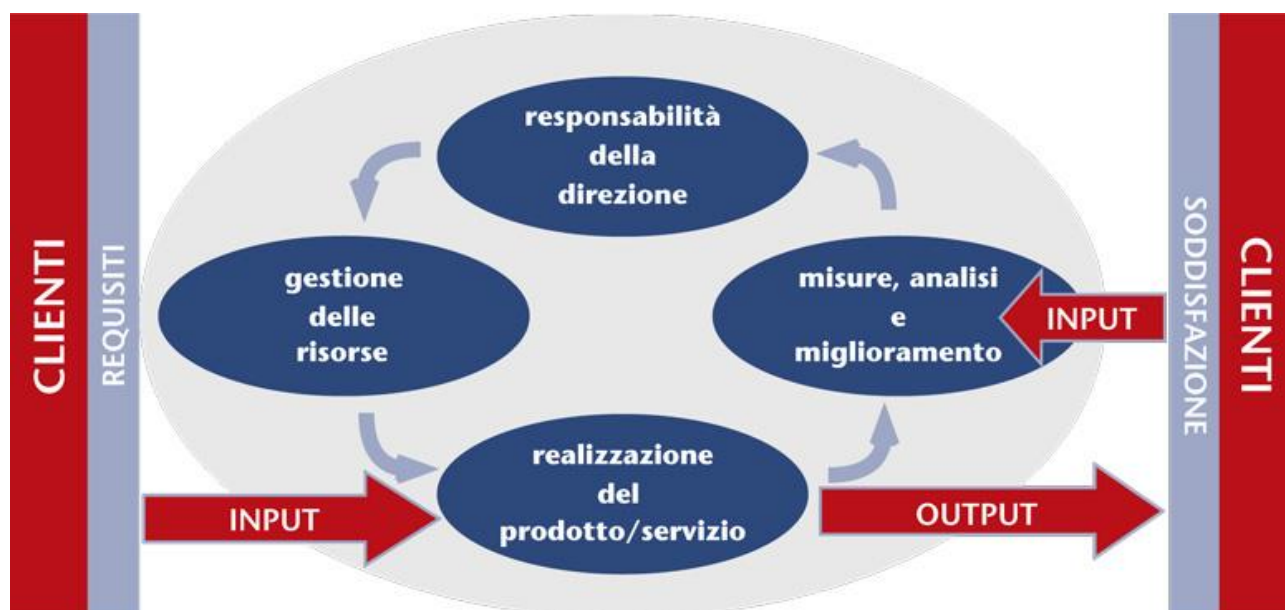 CLIENTI
REQUISITI
responsabilità
della
direzione
gestione
delle
risorse
misure, analisi
e
miglioramento
INPUT
realizzazione
del
prodotto/servizio
INPUT
OUTPUT
SODDISFAZIONE
CLIENTI